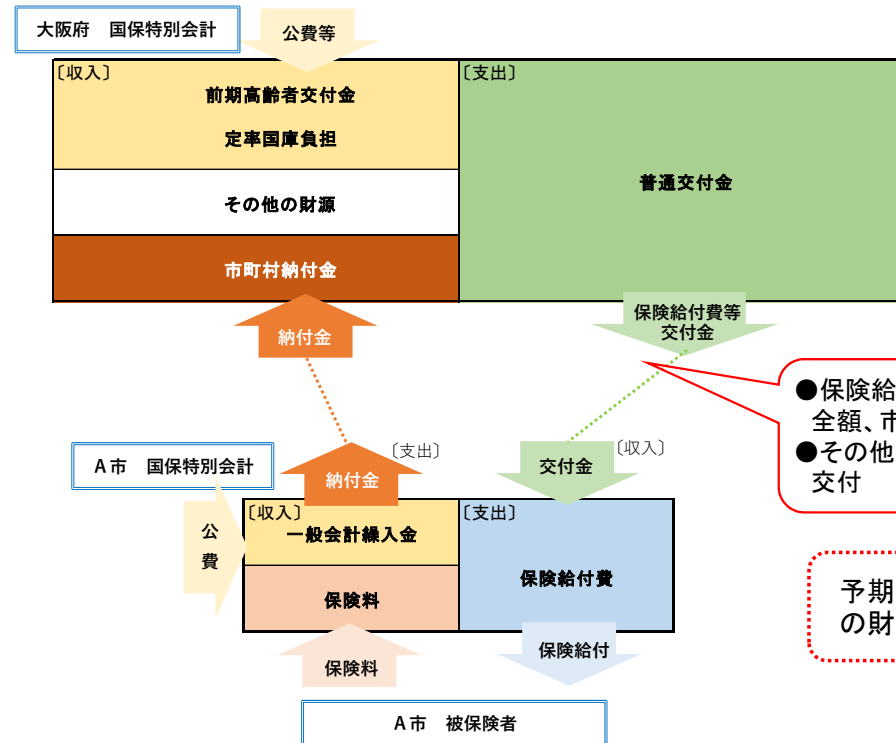 大阪府　国保特別会計
公費等
〔収入〕
前期高齢者交付金
定率国庫負担
その他の財源
市町村納付金
〔支出〕
普通交付金
納付金
保険給付費等
交付金
●保険給
全額、市
●その他
交付
A市　国保特別会計
納付金
〔支出〕
交付金
〔収入〕
公
費
〔収入〕
一般会計繰入金
保険料
〔支出〕
保険給付費
予期
の財
保険料
保険給付
A市　被保険者